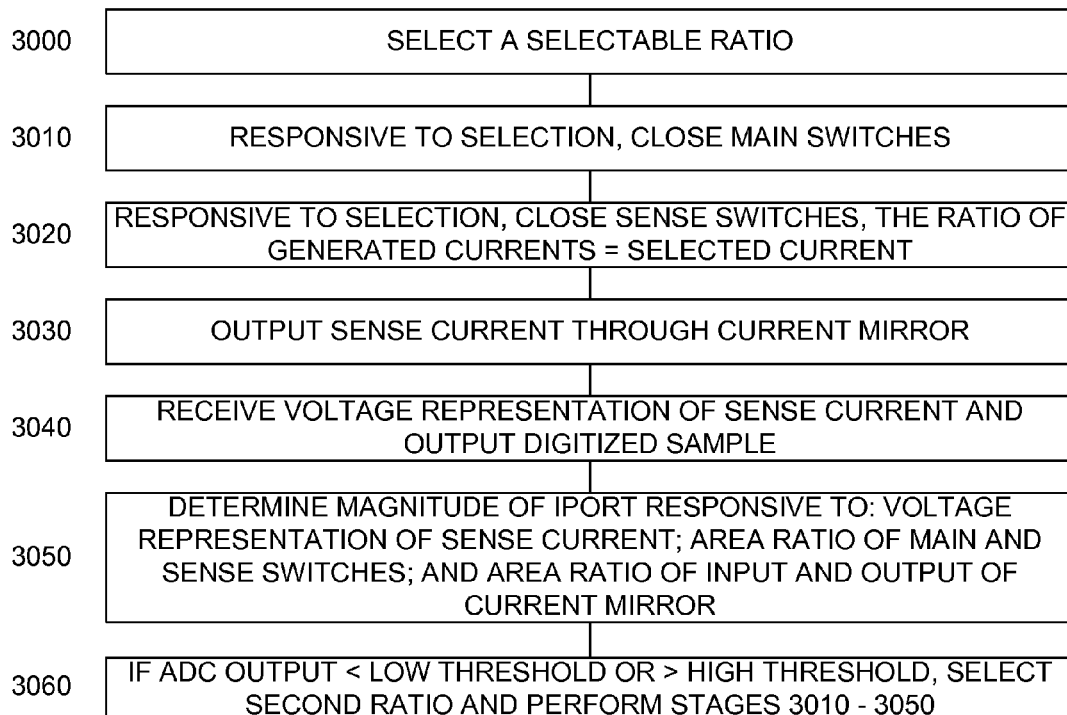 3000
SELECT A SELECTABLE RATIO
3010
RESPONSIVE TO SELECTION, CLOSE MAIN SWITCHES
3020
RESPONSIVE TO SELECTION, CLOSE SENSE SWITCHES, THE RATIO OF
GENERATED CURRENTS = SELECTED CURRENT
3030
OUTPUT SENSE CURRENT THROUGH CURRENT MIRROR
3040
RECEIVE VOLTAGE REPRESENTATION OF SENSE CURRENT AND
OUTPUT DIGITIZED SAMPLE
3050
DETERMINE MAGNITUDE OF IPORT RESPONSIVE TO: VOLTAGE
REPRESENTATION OF SENSE CURRENT; AREA RATIO OF MAIN AND
SENSE SWITCHES; AND AREA RATIO OF INPUT AND OUTPUT OF
CURRENT MIRROR
3060
IF ADC OUTPUT < LOW THRESHOLD OR > HIGH THRESHOLD, SELECT
SECOND RATIO AND PERFORM STAGES 3010 - 3050